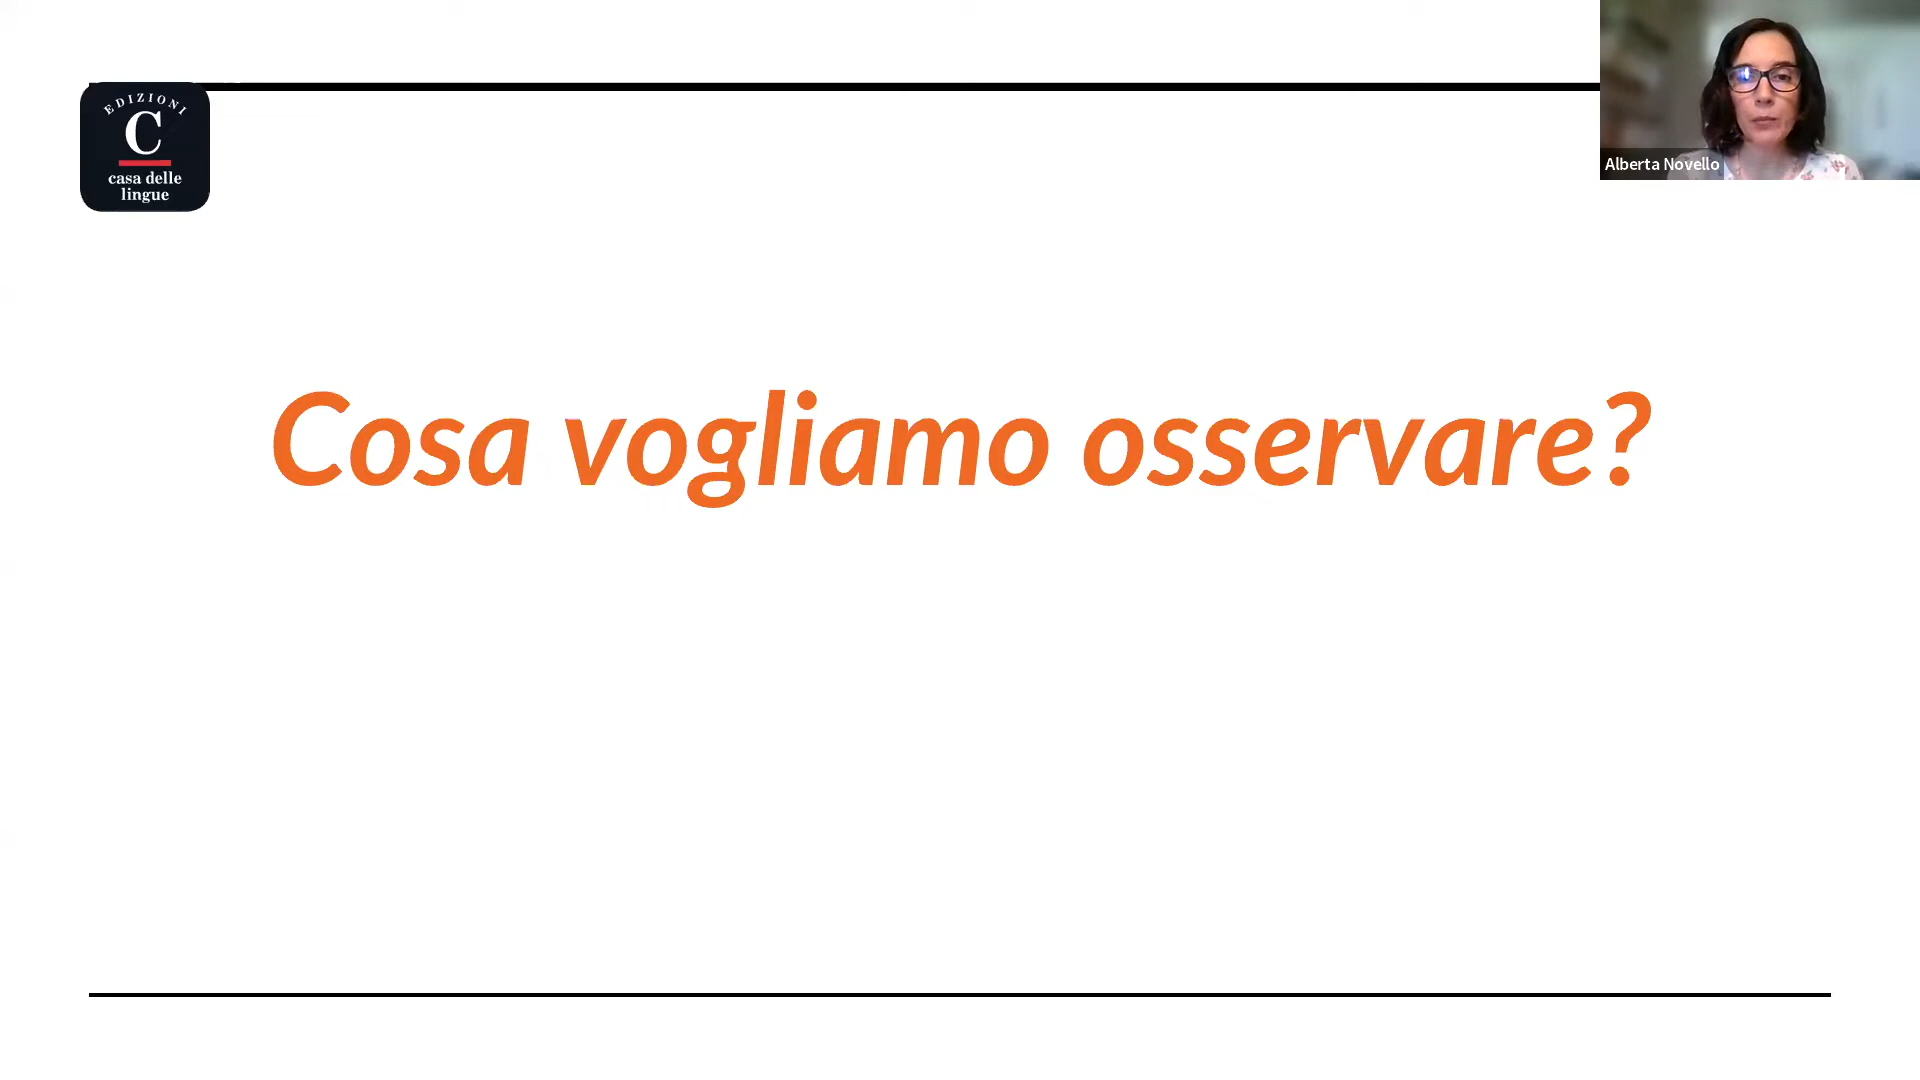 EDIZIONI
C
casa delle
lingue
Alberta Novello
Cosa vogliamo osservare?